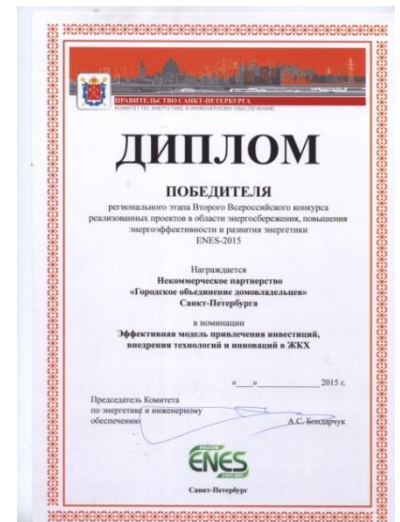 ПРАВИТЕЛЬСТВО САНКТ-ПЕТЕРБУРГА
КОМИТЕТ ПО ЭНЕРГЕТИКЕ И ИНЖЕНЕРНОМУ ОБЕСПЕЧЕНИЮ
ДИПЛОМ
ПОБЕДИТЕЛЯ
регионального этапа Второго Всероссийского конкурса
реализованных проектов в области энергосбережения, повышения
энергоэффективности и развития энергетики
ENES-2015
Награждается
Некоммерческое партнерство
«Городское объединение домовладельцев»
Санкт-Петербурга
в номинации
Эффективная модель привлечения инвестиций,
внедрения технологий и инноваций в ЖКХ
«___»______________ 2015 г.
Председатель Комитета
по энергетике и инженерному
обеспечению А.С. Бондарчук
ENES
Санкт-Петербург